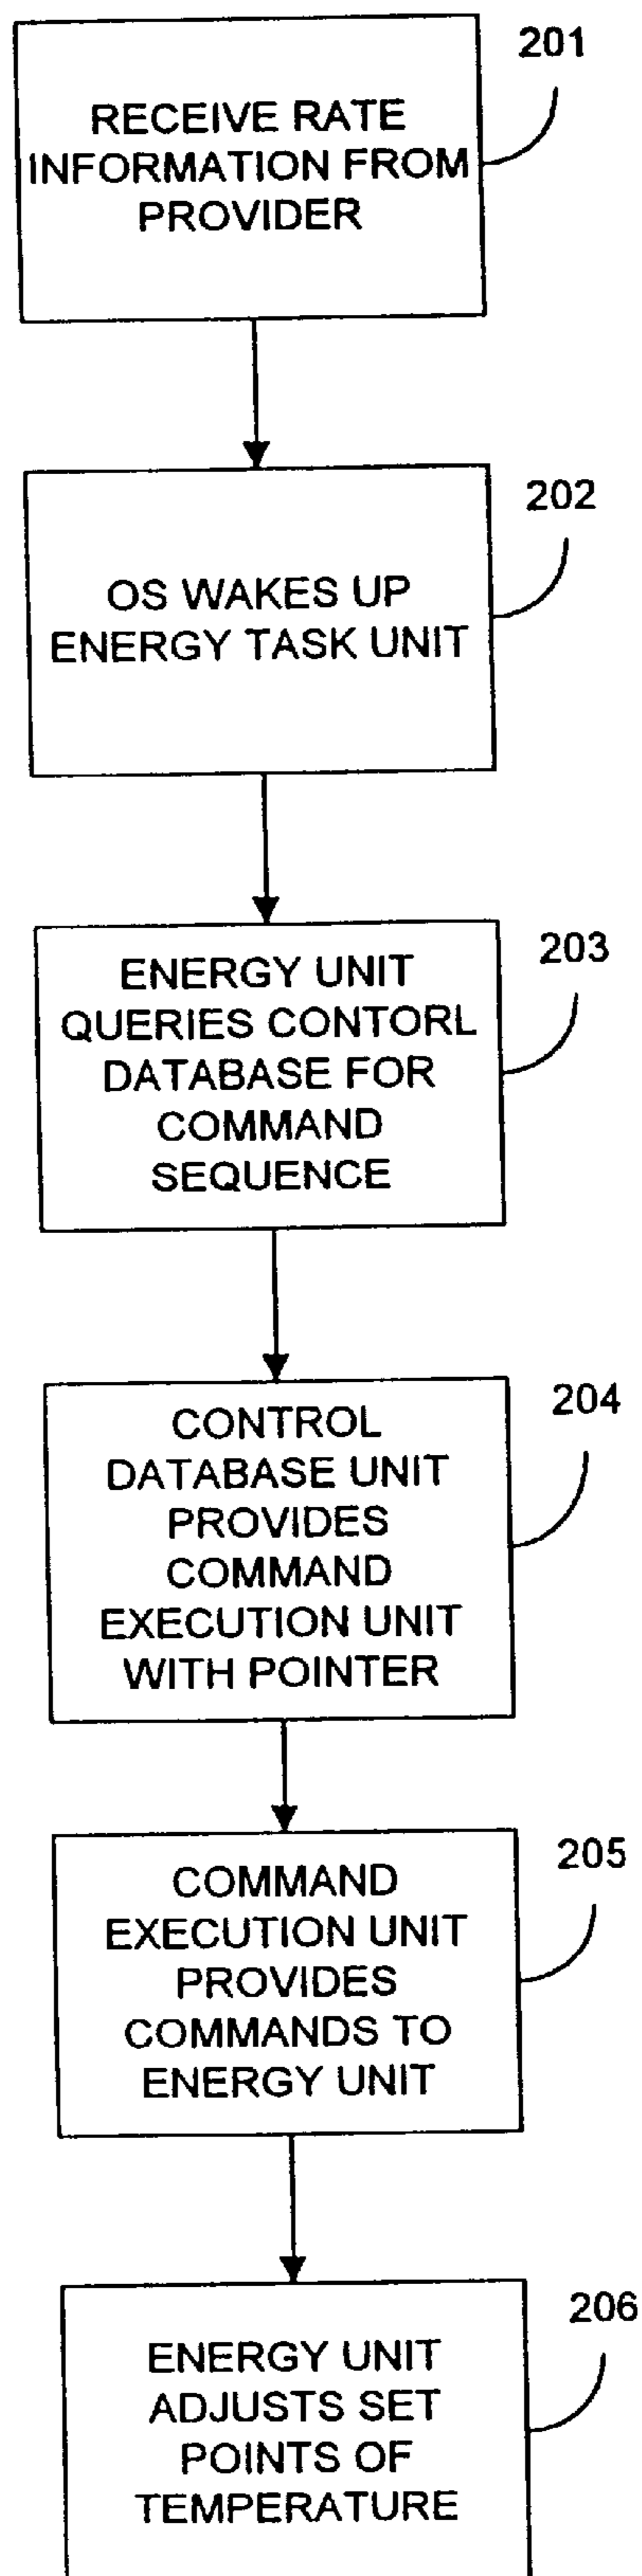 201
RECEIVE RATE
INFORMATION FROM
PROVIDER
202
OS WAKES UP
ENERGY TASK UNIT
203
ENERGY UNIT
QUERIES CONTORL
DATABASE FOR
COMMAND
SEQUENCE
204
CONTROL
DATABASE UNIT
PROVIDES
COMMAND
EXECUTION UNIT
WITH POINTER
205
COMMAND
EXECUTION UNIT
PROVIDES
COMMANDS TO
ENERGY UNIT
206
ENERGY UNIT
ADJUSTS SET
POINTS OF
TEMPERATURE